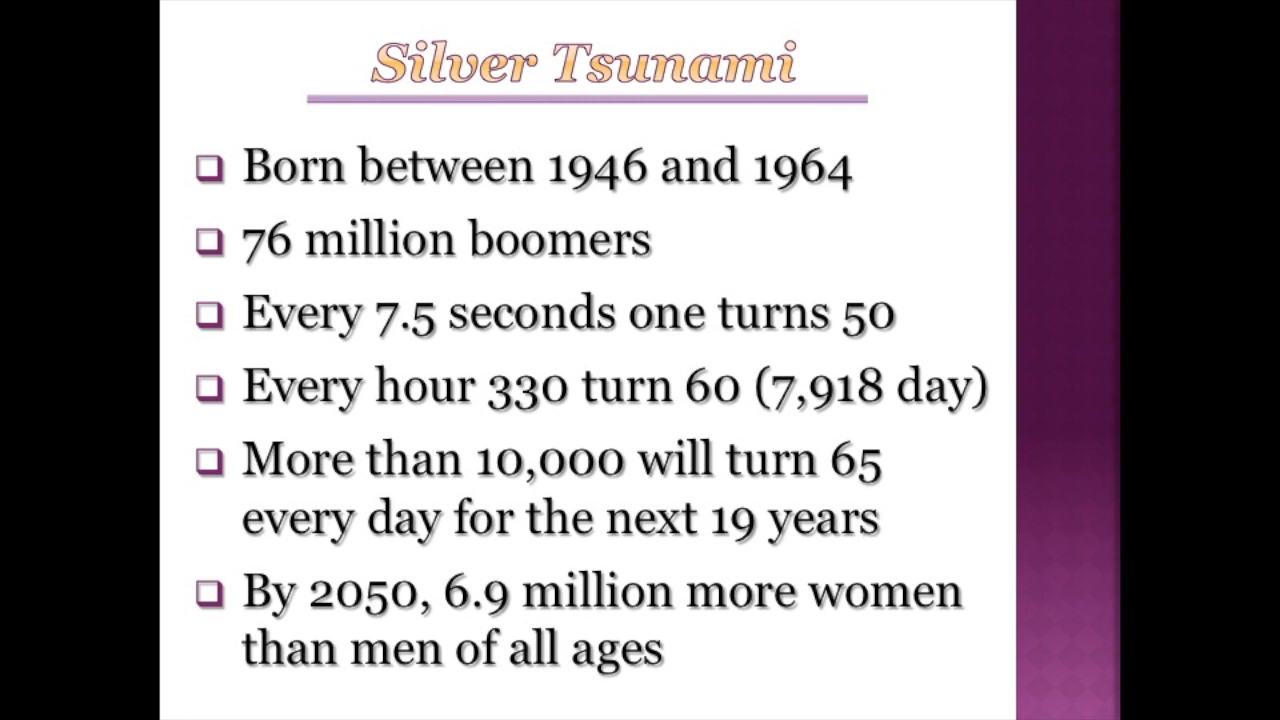 Silver Tsunami
Born between 1946 and 1964
76 million boomers
Every 7.5 seconds one turns 50
Every hour 330 turn 60 (7,918 day)
More than 10,000 will turn 65
every day for the next 19 years
By 2050, 6.9 million more women
than men of all ages